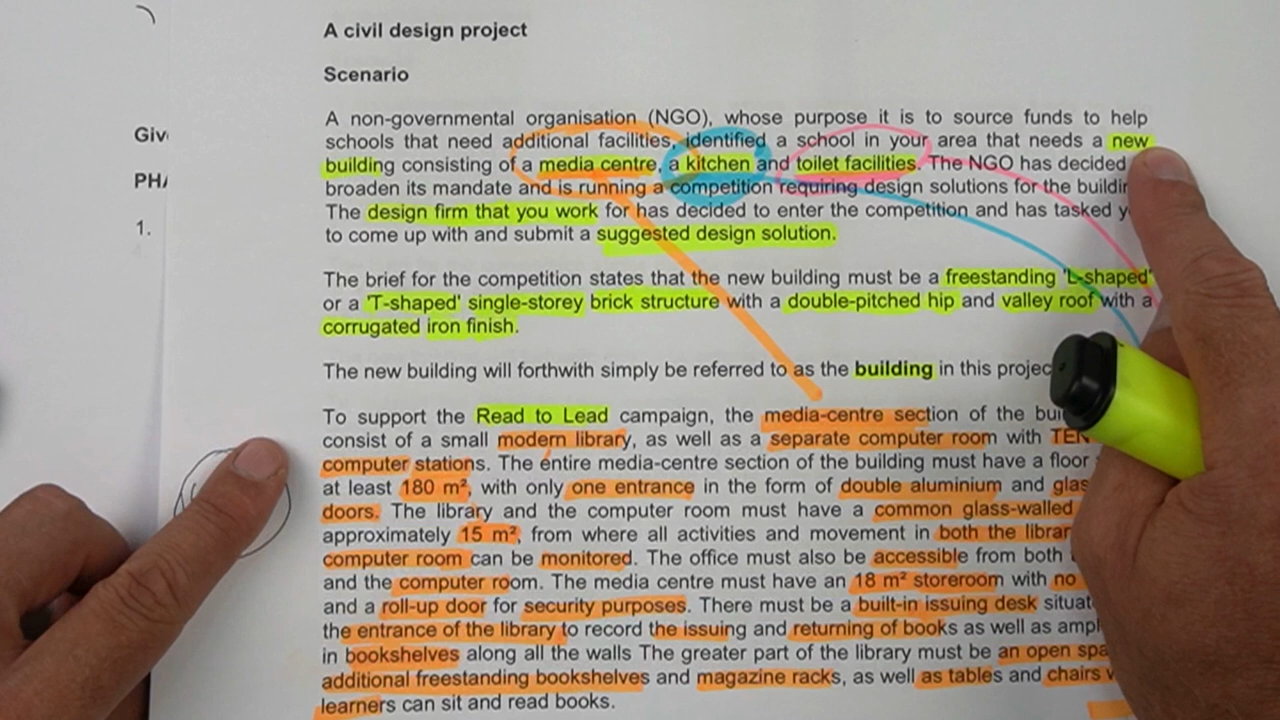 A civil design project
Scenario
A non-governmental organisation (NGO), whose purpose it is to source funds to help
schools that need additional facilities, identified a school in your area that needs a new
building consisting of a media centre, a kitchen and toilet facilities. The NGO has decided
broaden its mandate and is running a competition requiring design solutions for the
The design firm that you work for has decided to enter the competition and has tasked
to come up with and submit a suggested design solution.
The brief for the competition states that the new building must be a freestanding 'L-shaped'
or a 'T-shaped' single-storey brick structure with a double-pitched hip and valley roof with a
corrugated iron finish.
The new building will forthwith simply be referred to as the building in this
To support the Read to Lead campaign, the media-centre section of the
consist of a small modern library, as well as a separate computer room with TEN
computer stations. The entire media-centre section of the building must have a floor
at least 180 m², with only one entrance in the form of double aluminium and
doors. The library and the computer room must have a common glass-walled
approximately 15 m², from where all activities and movement in both the
computer room can be monitored. The office must also be accessible from both
and the computer room. The media centre must have an 18 m² storeroom with no
and a roll-up door for security purposes. There must be a built-in issuing desk
the entrance of the library to record the issuing and returning of books as well as
in bookshelves along all the walls The greater part of the library must be an open
additional freestanding bookshelves and magazine racks, as well as tables and chairs
learners can sit and read books.
1.